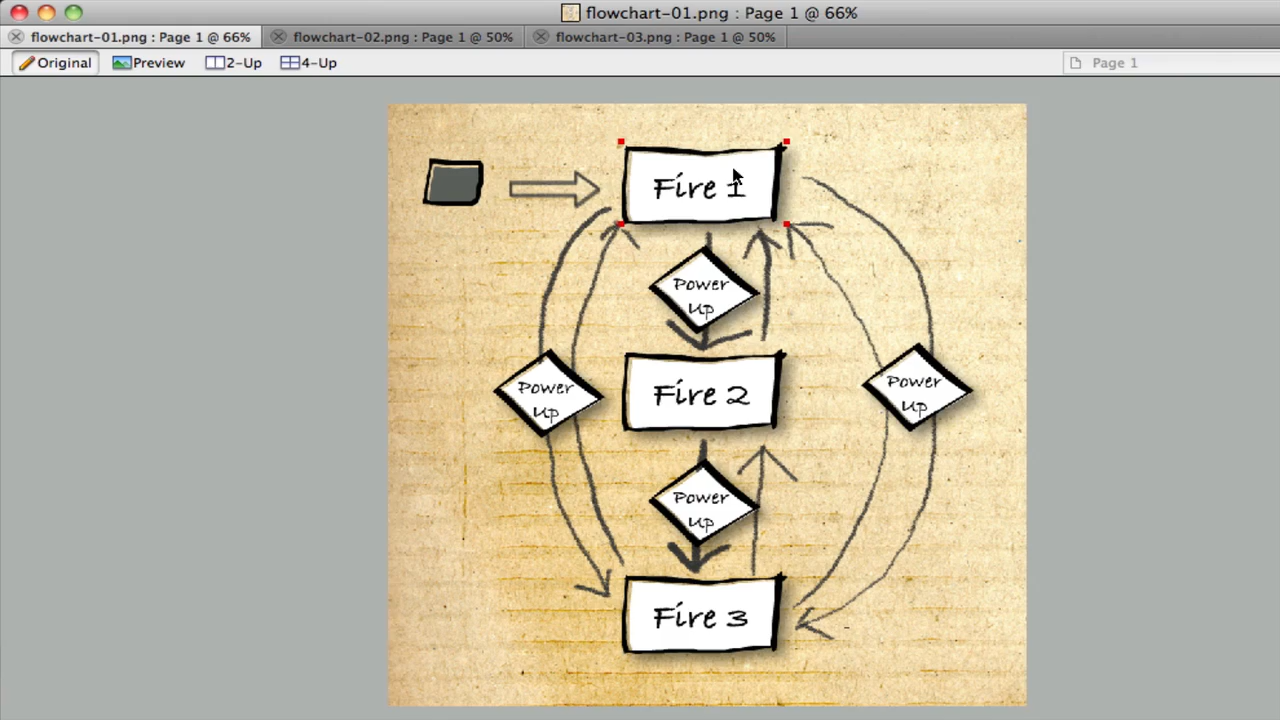 flowchart-01.png : Page 1 @ 66%
flowchart-01.png : Page 1 @ 66%
flowchart-02.png : Page 1 @ 50%
flowchart-03.png : Page 1 @ 50%
Original
Preview
2-Up
4-Up
Page 1
Fire 1
Power
Up
Power
Up
Fire 2
Power
Up
Power
Up
Fire 3